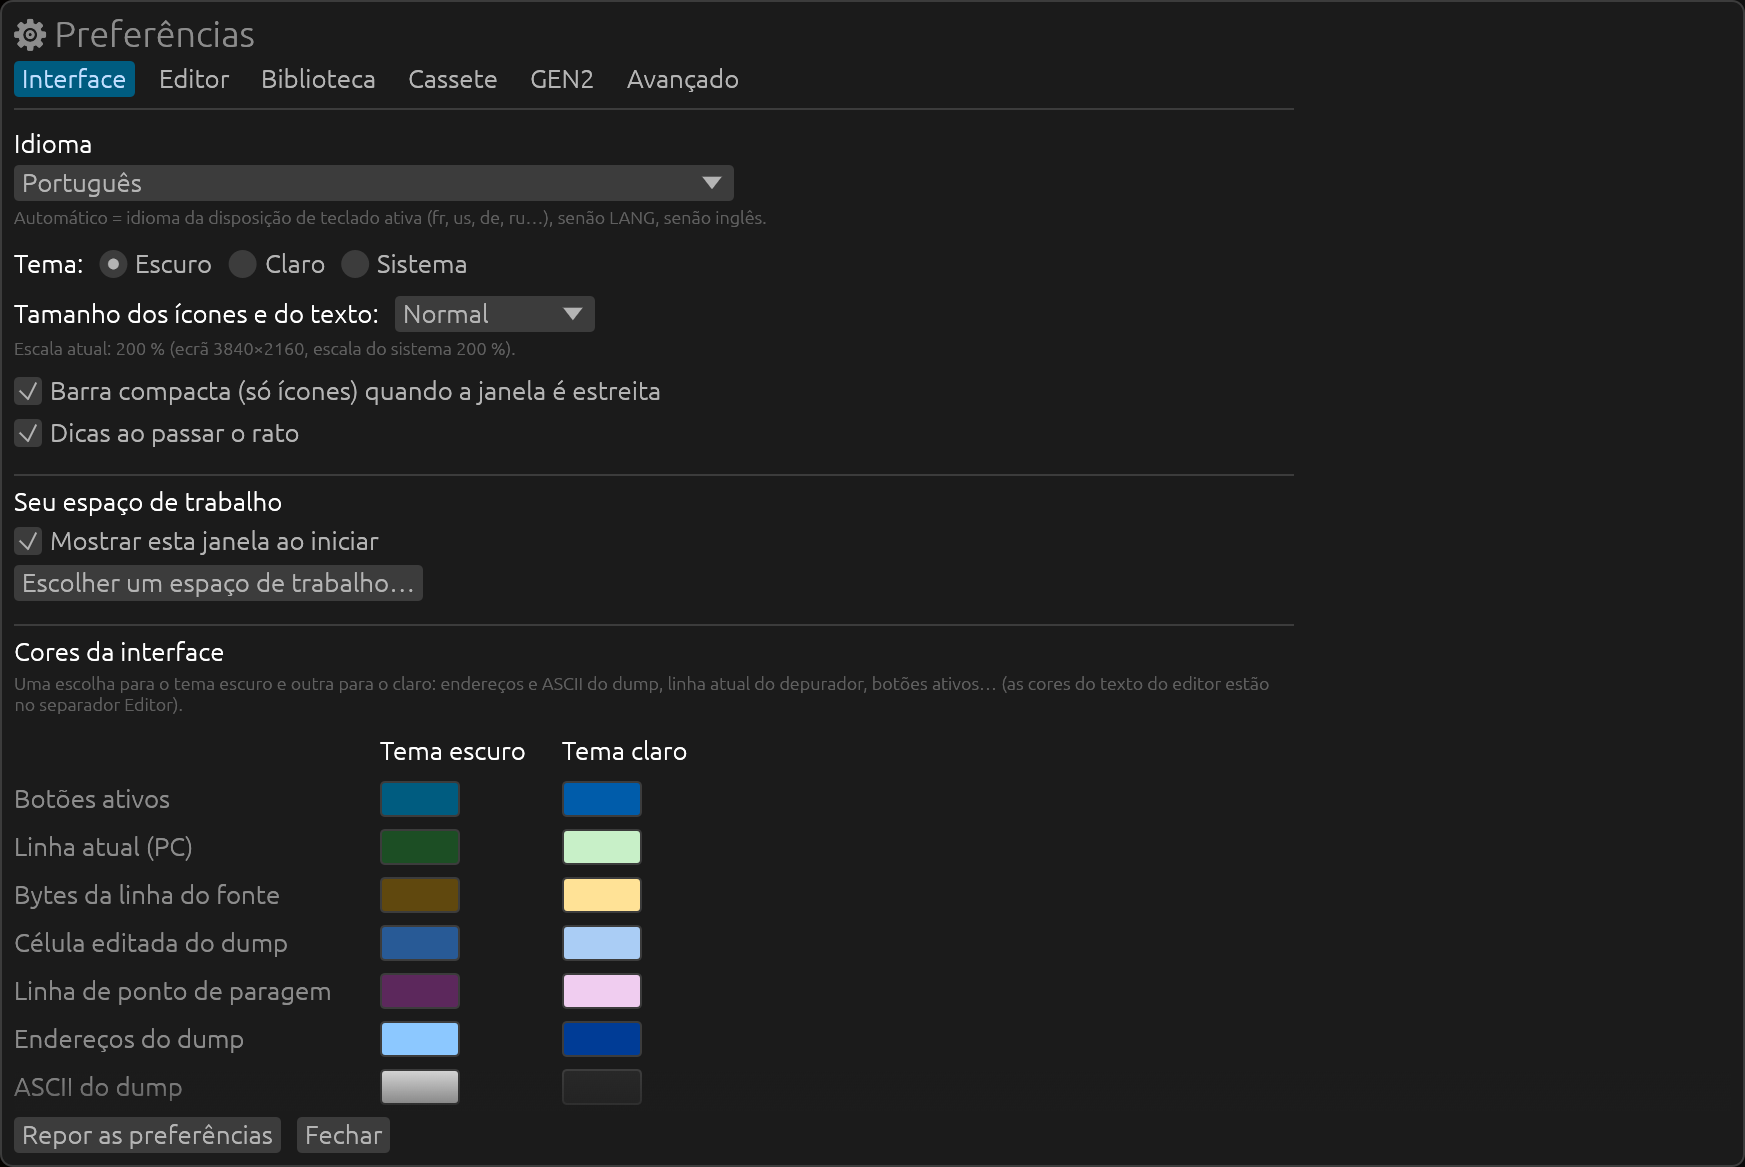 Preferências
Interface Editor Biblioteca Cassete GEN2 Avançado
Idioma
Português
Automático = idioma da disposição de teclado ativa (fr, us, de, ru…), senão LANG, senão inglês.
Tema: Escuro Claro Sistema
Tamanho dos ícones e do texto: Normal
Escala atual: 200 % (ecrã 3840×2160, escala do sistema 200 %).
Barra compacta (só ícones) quando a janela é estreita
Dicas ao passar o rato
Seu espaço de trabalho
Mostrar esta janela ao iniciar
Escolher um espaço de trabalho…
Cores da interface
Uma escolha para o tema escuro e outra para o claro: endereços e ASCII do dump, linha atual do depurador, botões ativos… (as cores do texto do editor estão
no separador Editor).
Tema escuro Tema claro
Botões ativos
Linha atual (PC)
Bytes da linha do fonte
Célula editada do dump
Linha de ponto de paragem
Endereços do dump
ASCII do dump
Repor as preferências Fechar